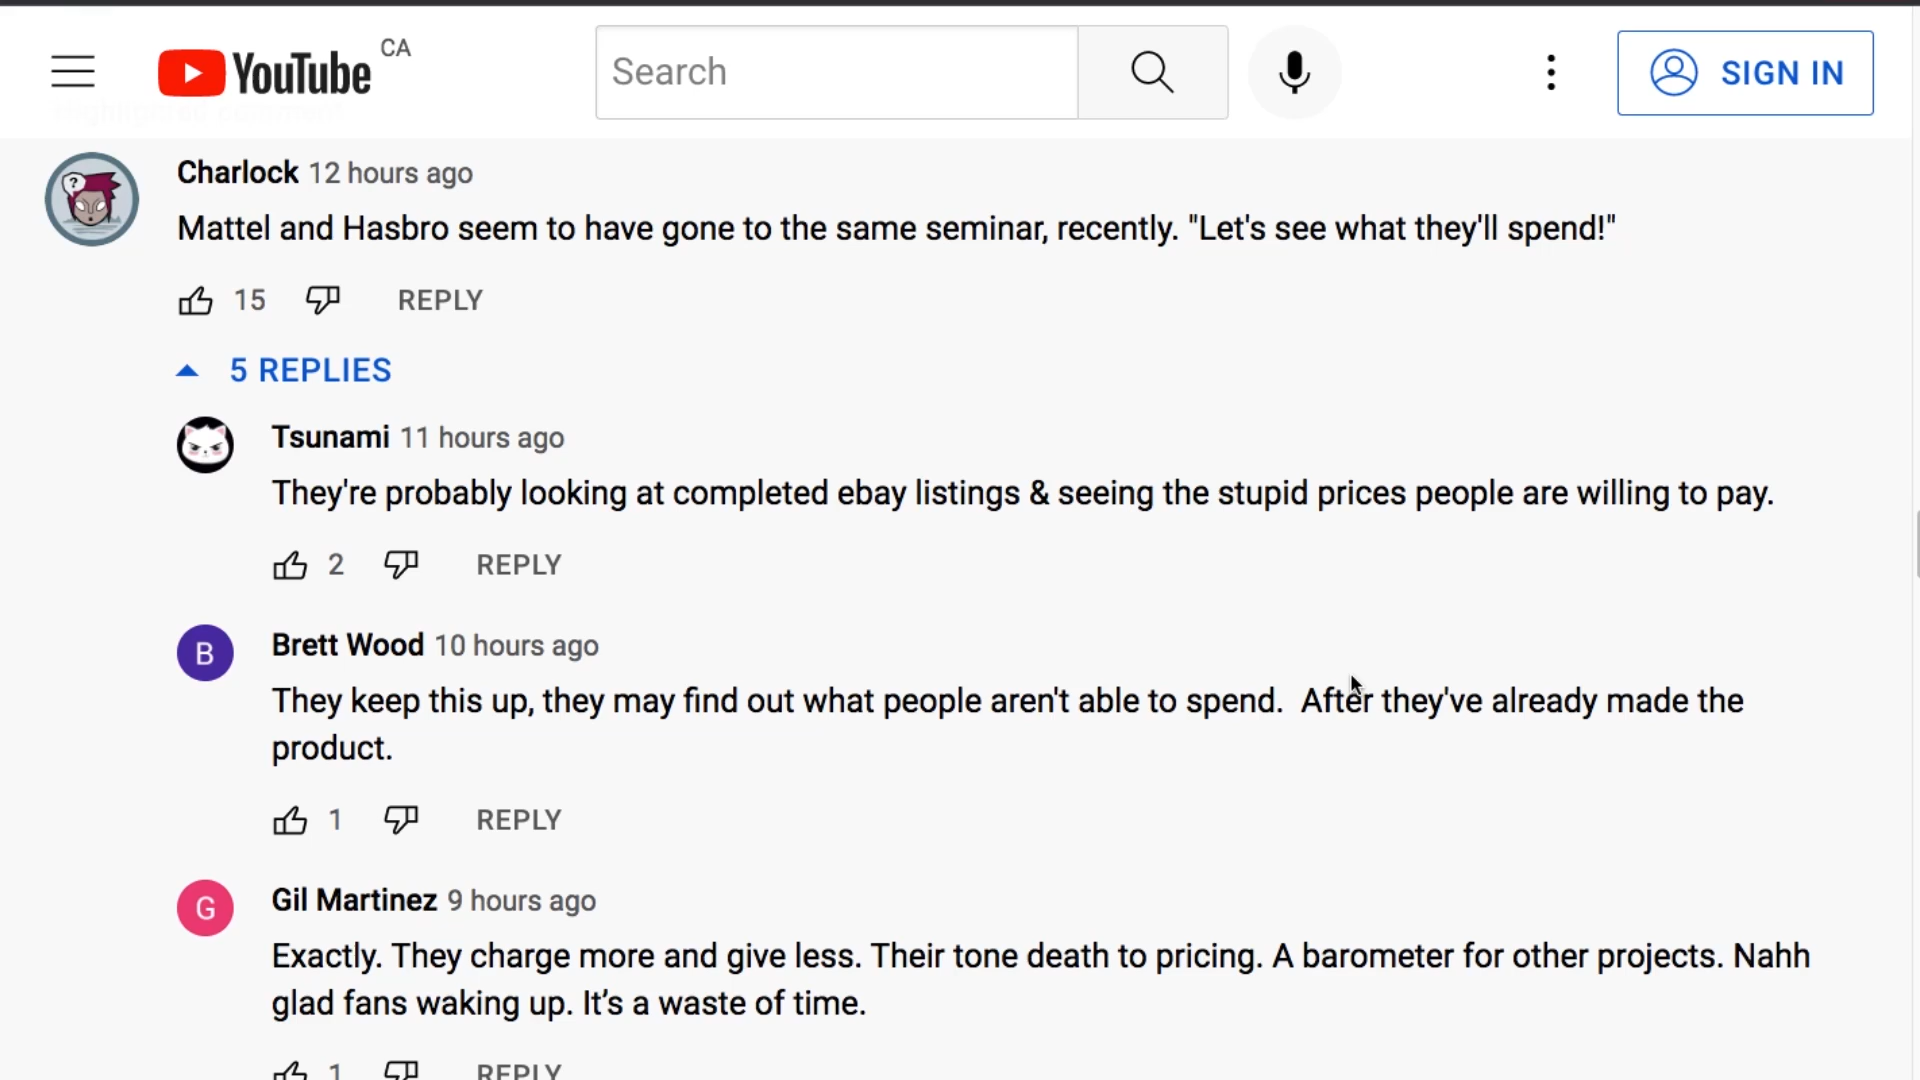 YouTube CA
Search
SIGN IN
Charlock 12 hours ago
Mattel and Hasbro seem to have gone to the same seminar, recently. "Let's see what they'll spend!"
15 REPLY
5 REPLIES
Tsunami 11 hours ago
They're probably looking at completed ebay listings & seeing the stupid prices people are willing to pay.
2 REPLY
B
Brett Wood 10 hours ago
They keep this up, they may find out what people aren't able to spend.  After they've already made the
product.
1 REPLY
G
Gil Martinez 9 hours ago
Exactly. They charge more and give less. Their tone death to pricing. A barometer for other projects. Nahh
glad fans waking up. It’s a waste of time.
1 REPLY